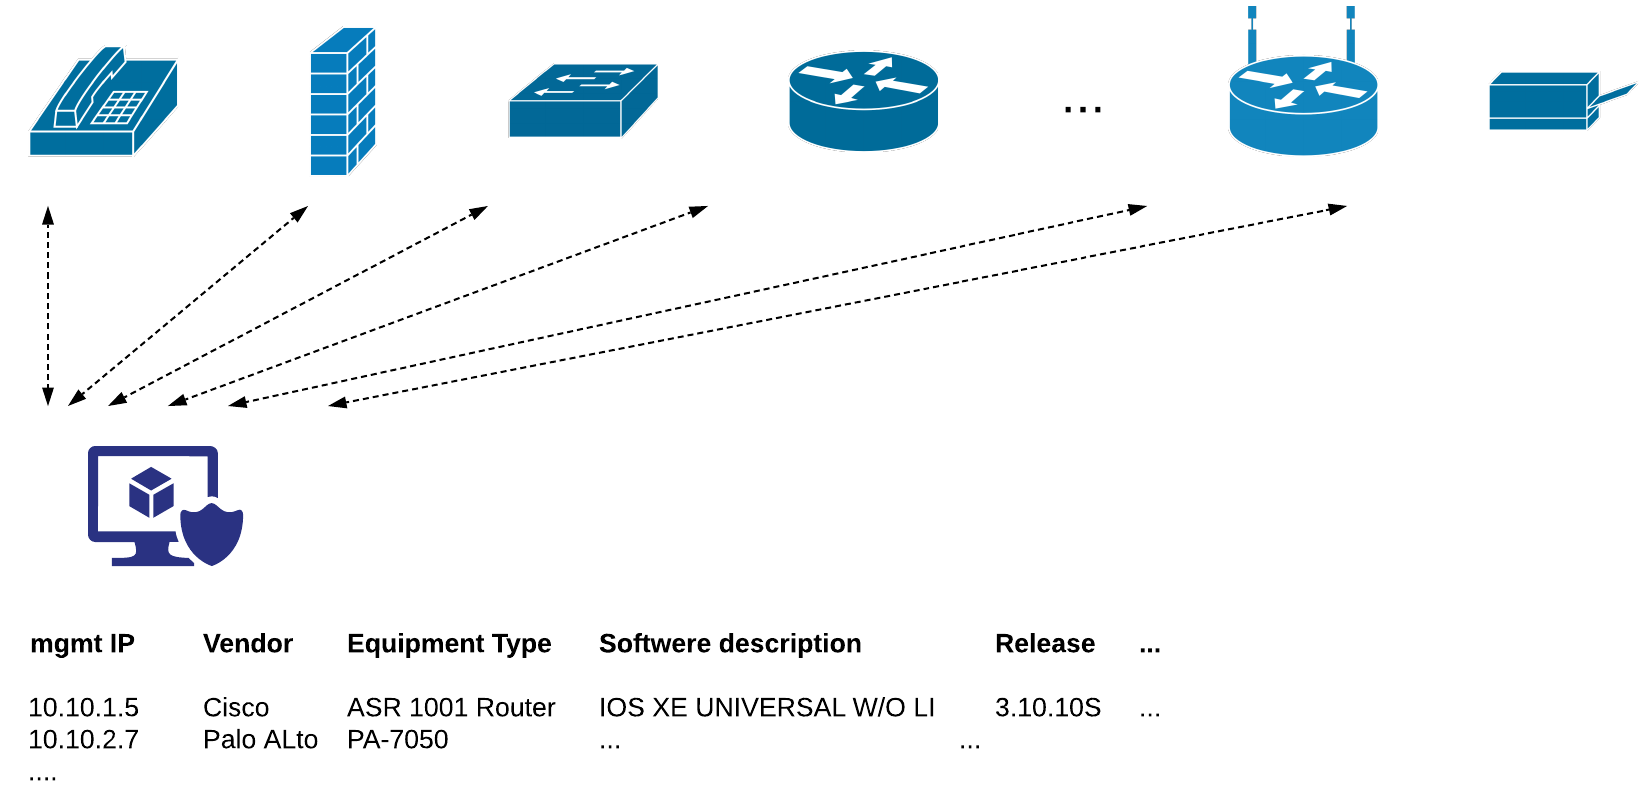 ...
mgmt IP Vendor Equipment Type Softwere description Release ...
10.10.1.5 Cisco ASR 1001 Router IOS XE UNIVERSAL W/O LI 3.10.10S ...
10.10.2.7 Palo ALto PA-7050 ... ...
....